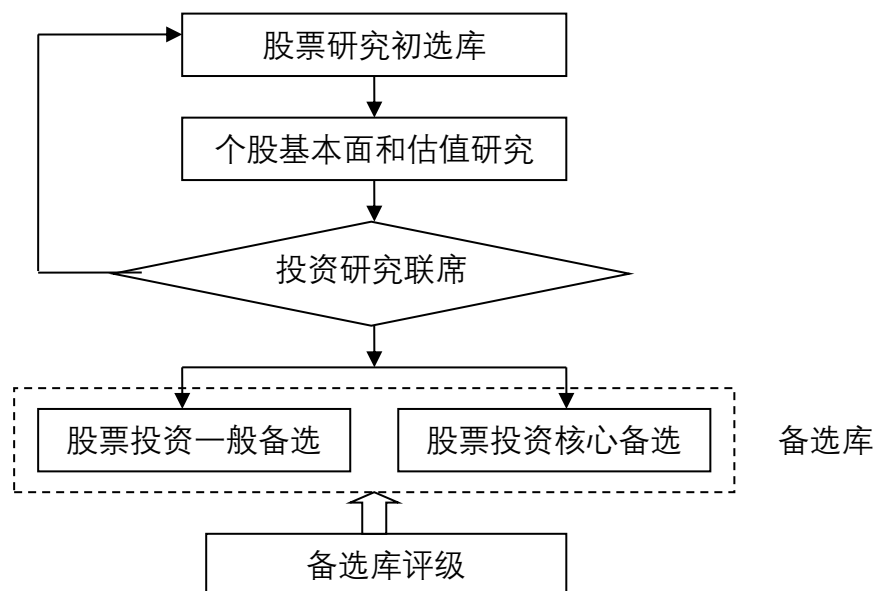 股票研究初选库
个股基本面和估值研究
投资研究联席
股票投资一般备选
股票投资核心备选
备选库
备选库评级